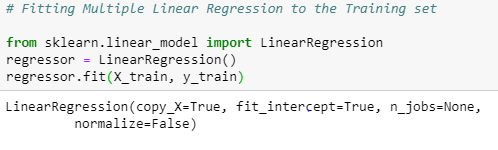 # Fitting Multiple Linear Regression to the Training set
from sklearn.linear_model import LinearRegression
regressor = LinearRegression()
regressor.fit(X_train, y_train)
LinearRegression(copy_X=True, fit_intercept=True, n_jobs=None,
normalize=False)